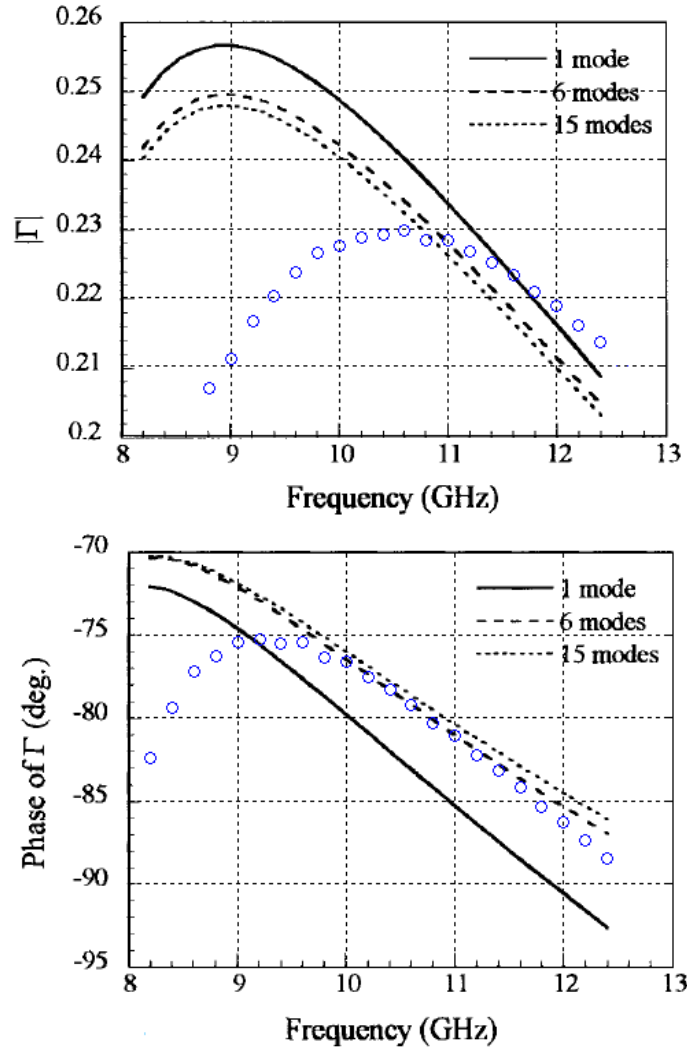 0.26
0.25
0.24
0.23
0.22
0.21
0.2
|Γ|
1 mode
6 modes
15 modes
8 9 10 11 12 13
Frequency (GHz)
-70
-75
-80
-85
-90
-95
Phase of Γ (deg.)
1 mode
6 modes
15 modes
8 9 10 11 12 13
Frequency (GHz)